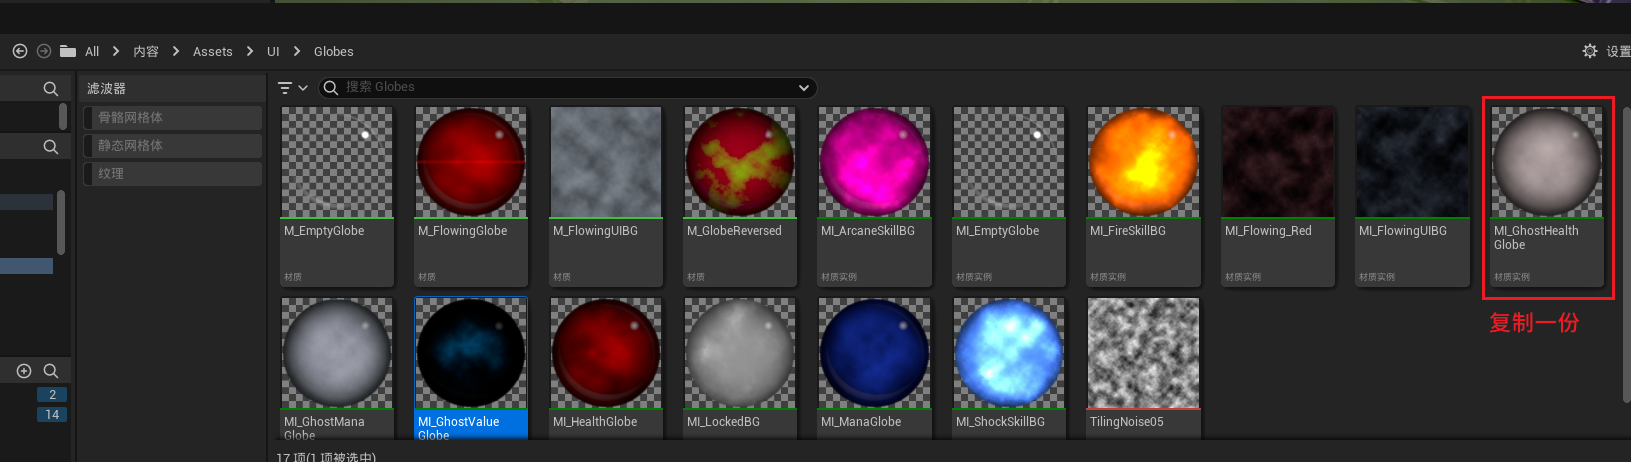 All > 内容 > Assets > UI > Globes
设置
滤波器
搜索 Globes
骨骼网格体
静态网格体
纹理
M_EmptyGlobe
材质
M_FlowingGlobe
材质
M_FlowingUIBG
材质
M_GlobeReversed
材质
MI_ArcaneSkillBG
材质实例
MI_EmptyGlobe
材质实例
MI_FireSkillBG
材质实例
MI_Flowing_Red
材质实例
MI_FlowingUIBG
材质实例
MI_GhostHealth
Globe
材质实例
复制一份
MI_GhostMana
Globe
MI_GhostValue
Globe
MI_HealthGlobe
MI_LockedBG
MI_ManaGlobe
MI_ShockSkillBG
TilingNoise05
2
14
17 项(1 项被选中)